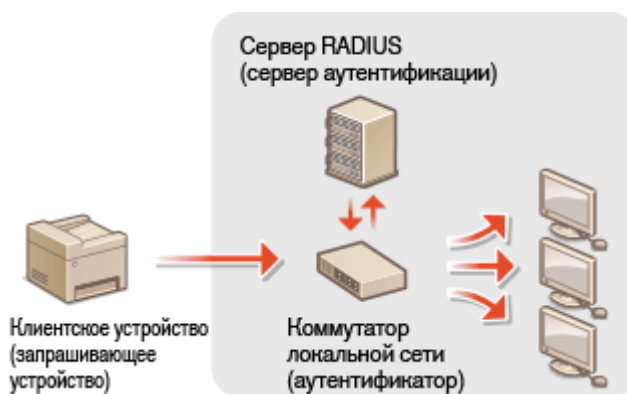 Сервер RADIUS
(сервер аутентификации)
Клиентское устройство
(запрашивающее
устройство)
Коммутатор
локальной сети
(аутентификатор)